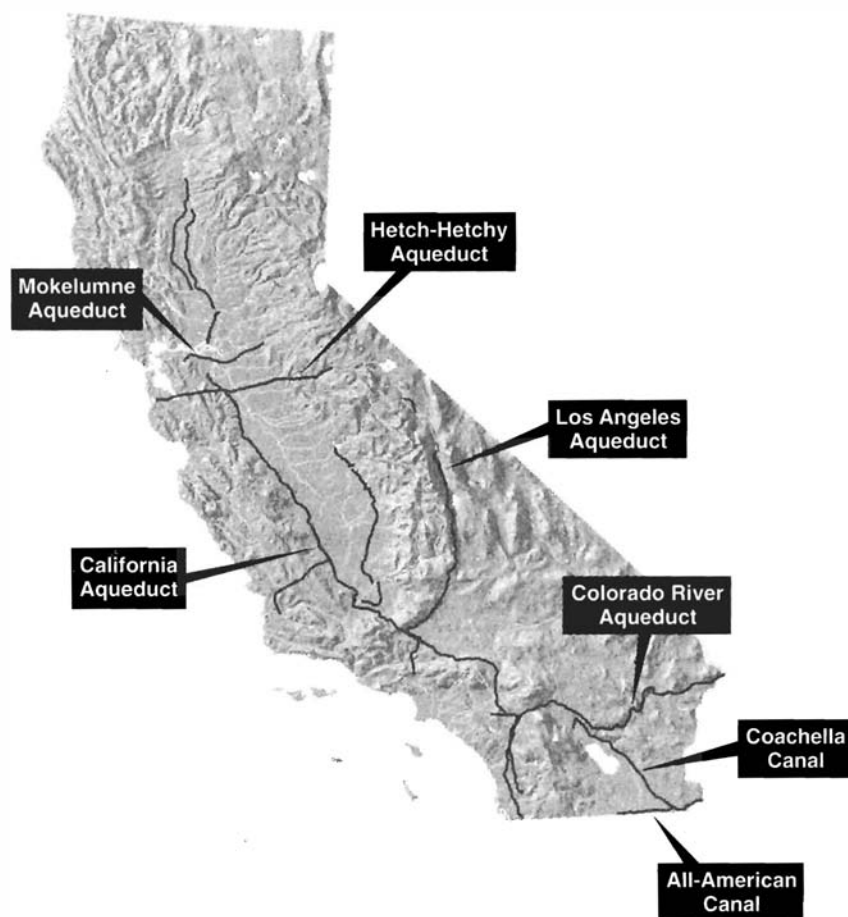 Hetch-Hetchy
Aqueduct
Mokelumne
Aqueduct
Los Angeles
Aqueduct
California
Aqueduct
Colorado River
Aqueduct
Coachella
Canal
All-American
Canal